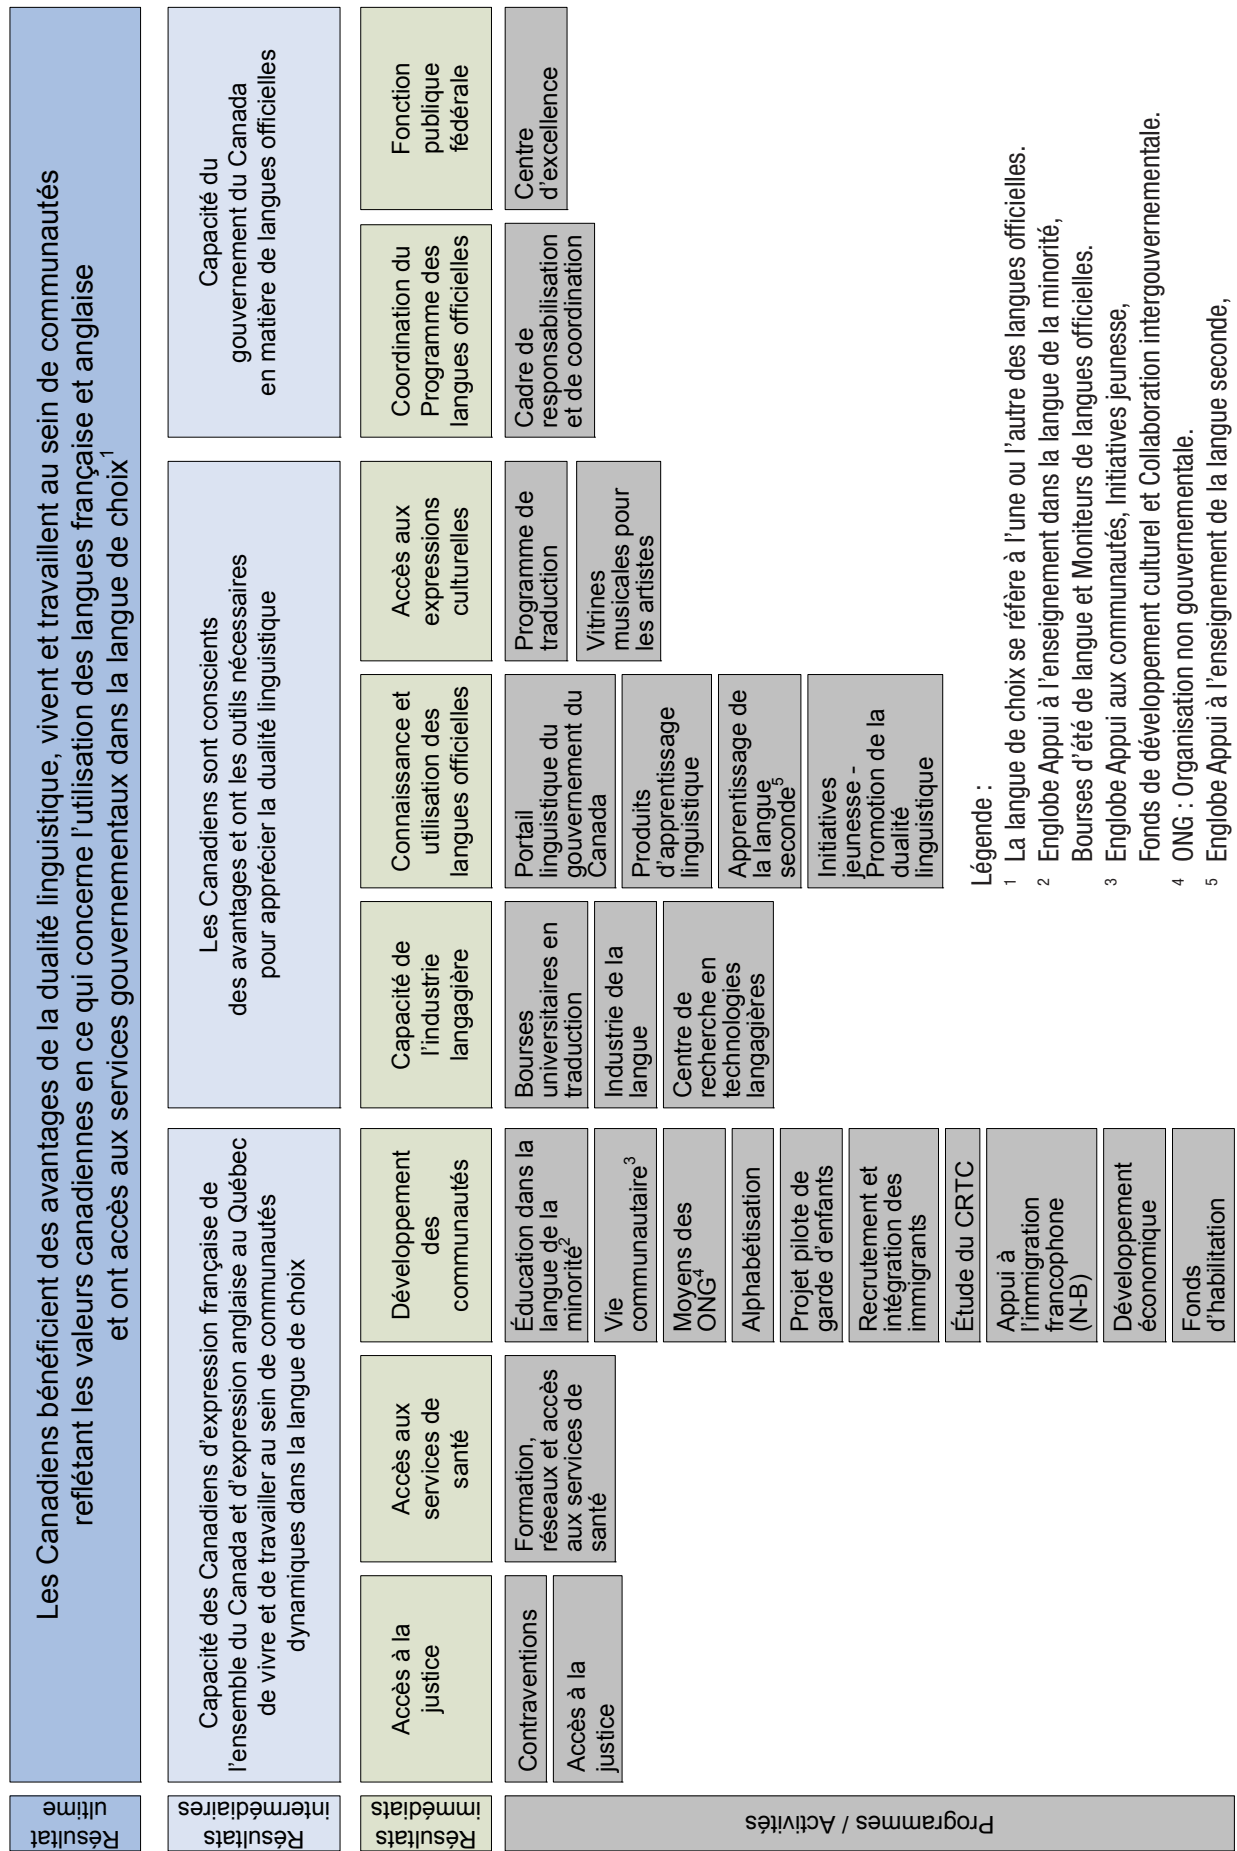 Résultat
ultime
Les Canadiens bénéficient des avantages de la dualité linguistique, vivent et travaillent au sein de communautés
reflétant les valeurs canadiennes en ce qui concerne l'utilisation des langues française et anglaise
et ont accès aux services gouvernementaux dans la langue de choix¹
Résultats
intermédiaires
Capacité des Canadiens d'expression française de
l'ensemble du Canada et d'expression anglaise au Québec
de vivre et de travailler au sein de communautés
dynamiques dans la langue de choix
Les Canadiens sont conscients
des avantages et ont les outils nécessaires
pour apprécier la dualité linguistique
Capacité du
gouvernement du Canada
en matière de langues officielles
Résultats
immédiats
Accès à la
justice
Accès aux
services de
santé
Développement
des
communautés
Capacité de
l'industrie
langagière
Connaissance et
utilisation des
langues officielles
Accès aux
expressions
culturelles
Coordination du
Programme des
langues officielles
Fonction
publique
fédérale
Programmes / Activités
Contraventions
Accès à la
justice
Formation,
réseaux et accès
aux services de
santé
Éducation dans la
langue de la
minorité²
Vie
communautaire³
Moyens des
ONG⁴
Alphabétisation
Projet pilote de
garde d'enfants
Recrutement et
intégration des
immigrants
Étude du CRTC
Appui à
l'immigration
francophone
(N-B)
Développement
économique
Fonds
d'habilitation
Bourses
universitaires en
traduction
Industrie de la
langue
Centre de
recherche en
technologies
langagières
Portail
linguistique du
gouvernement du
Canada
Produits
d'apprentissage
linguistique
Apprentissage de
la langue
seconde⁵
Initiatives
jeunesse -
Promotion de la
dualité
linguistique
Programme de
traduction
Vitrines
musicales pour
les artistes
Cadre de
responsabilisation
et de coordination
Centre
d'excellence
Légende :
¹ La langue de choix se réfère à l'une ou l'autre des langues officielles.
² Englobe Appui à l'enseignement dans la langue de la minorité,
Bourses d'été de langue et Moniteurs de langues officielles.
³ Englobe Appui aux communautés, Initiatives jeunesse,
Fonds de développement culturel et Collaboration intergouvernementale.
⁴ ONG : Organisation non gouvernementale.
⁵ Englobe Appui à l'enseignement de la langue seconde,